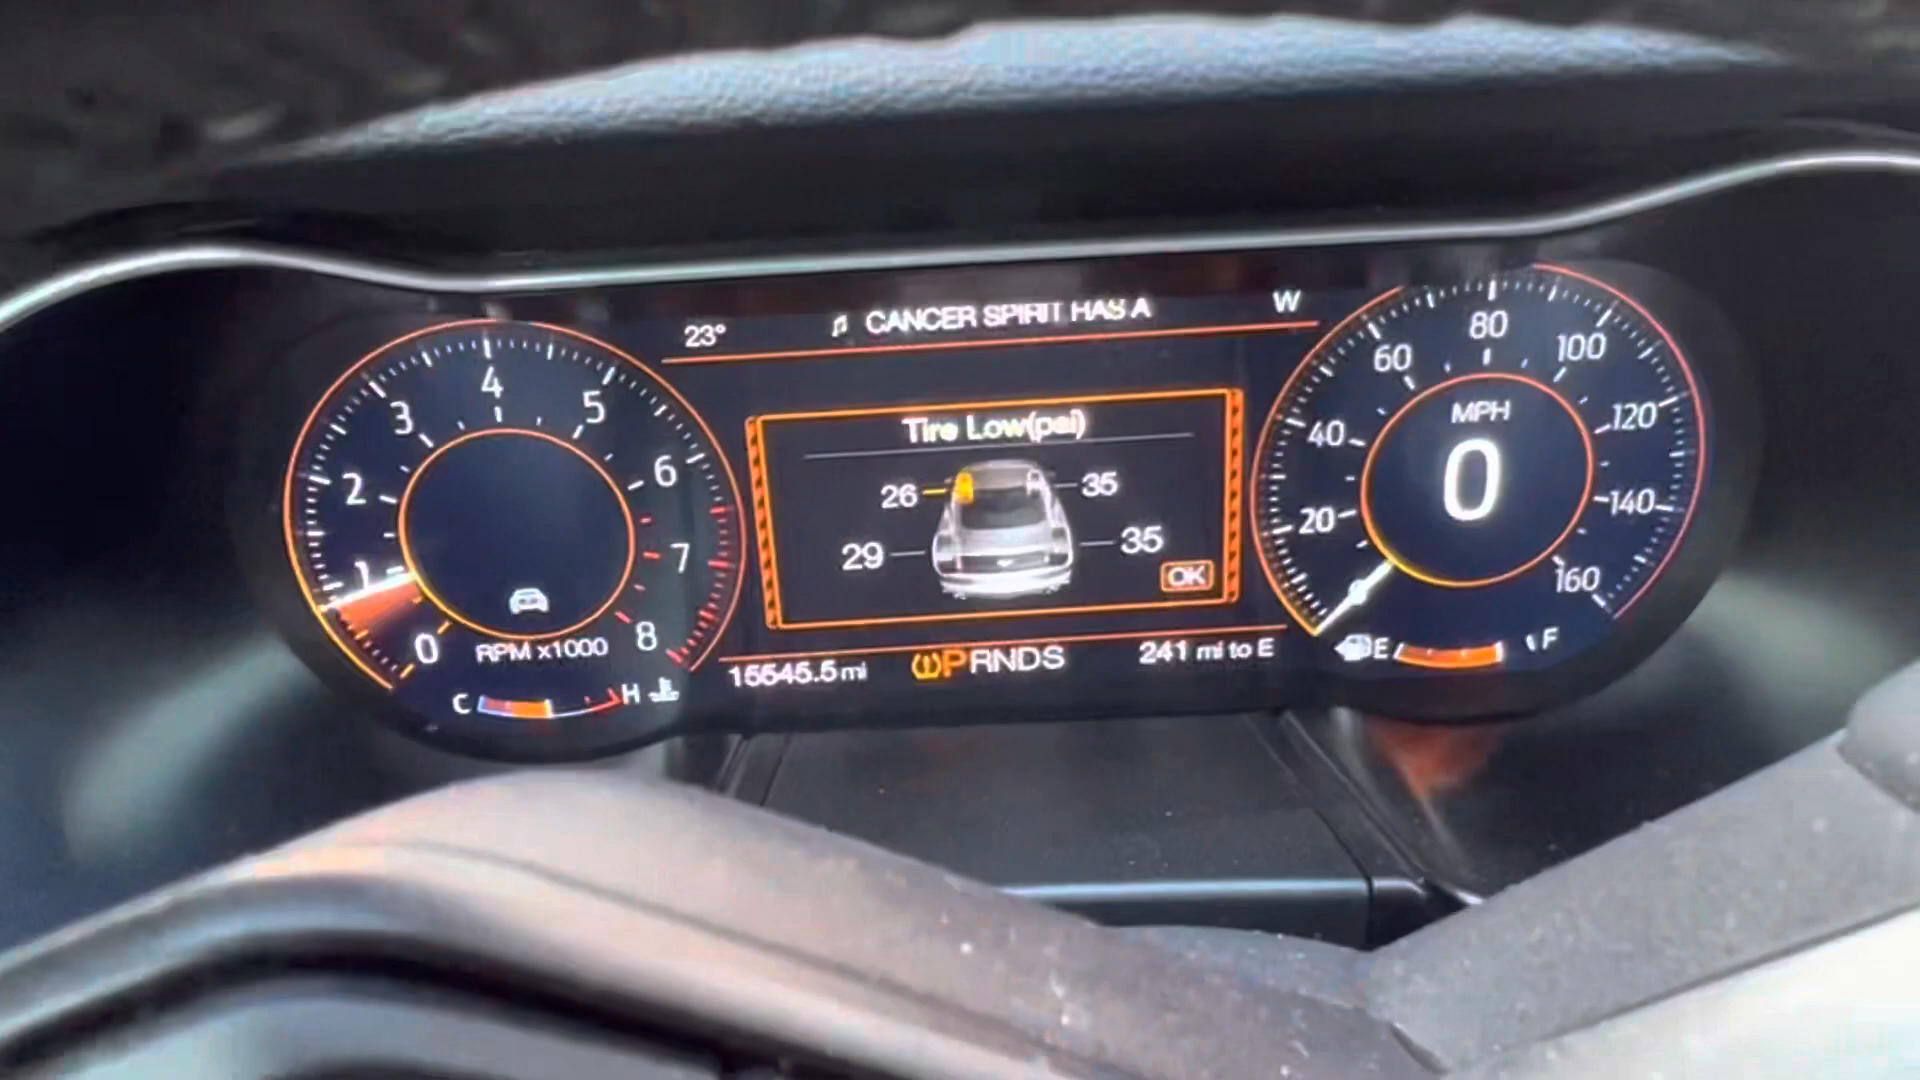 23° CANCER SPIRIT HAS A W
Tire Low(psi)
26 35
29 35
OK
15545.5 mi PRNDS 241 mi to E
0 1 2 3 4 5 6 7 8
RPM x1000
C H
20 40 60 80 100 120 140 160
MPH
0
E F